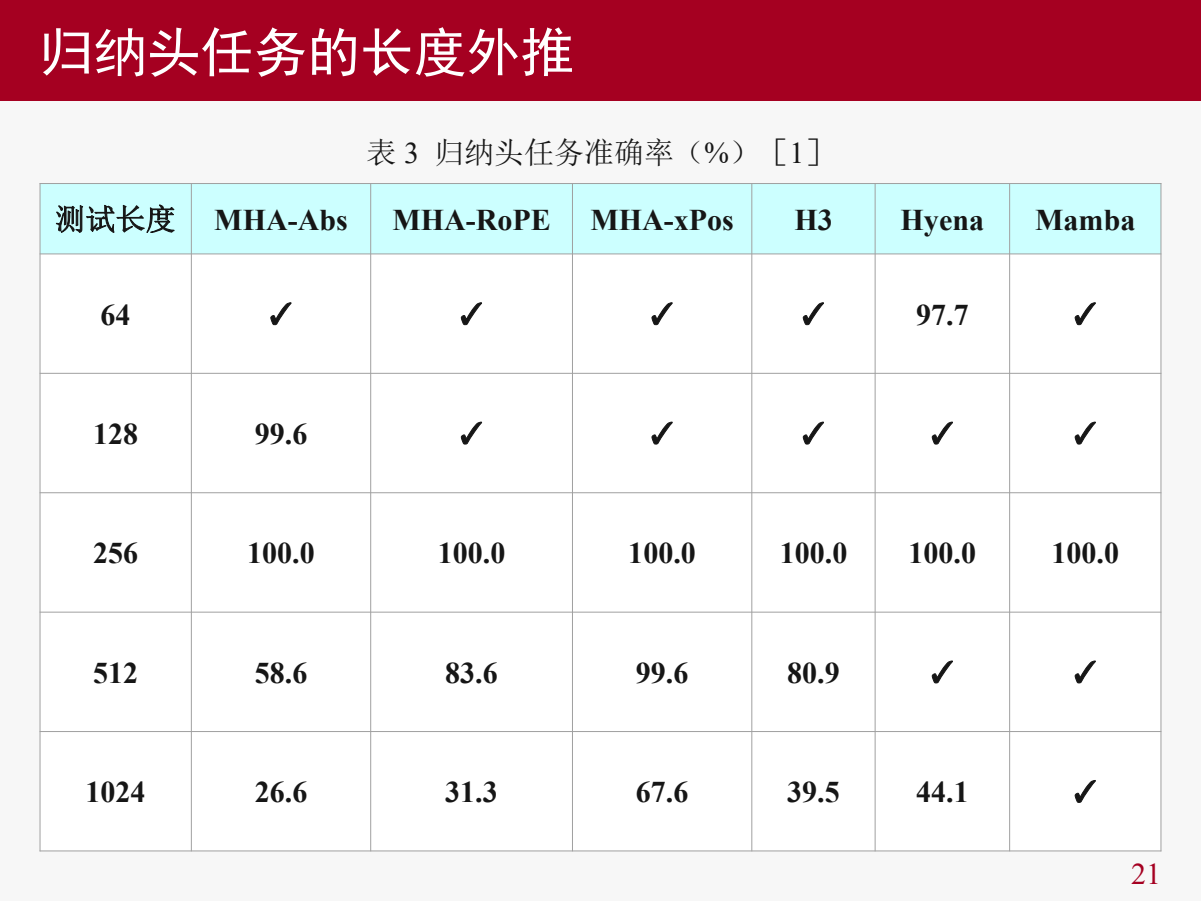 归纳头任务的长度外推
表 3 归纳头任务准确率（%）［1］
测试长度 MHA-Abs MHA-RoPE MHA-xPos H3 Hyena Mamba
64 ✓ ✓ ✓ ✓ 97.7 ✓
128 99.6 ✓ ✓ ✓ ✓ ✓
256 100.0 100.0 100.0 100.0 100.0 100.0
512 58.6 83.6 99.6 80.9 ✓ ✓
1024 26.6 31.3 67.6 39.5 44.1 ✓
21